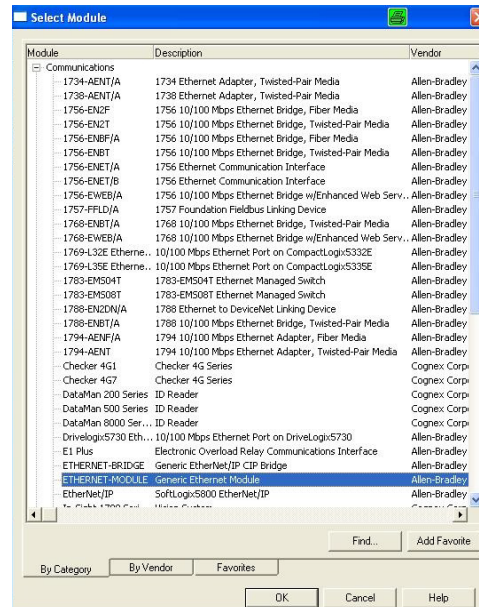 Select Module
Module Description Vendor
Communications
1734-AENT/A 1734 Ethernet Adapter, Twisted-Pair Media Allen-Bradley
1738-AENT/A 1738 Ethernet Adapter, Twisted-Pair Media Allen-Bradley
1756-EN2F 1756 10/100 Mbps Ethernet Bridge, Fiber Media Allen-Bradley
1756-EN2T 1756 10/100 Mbps Ethernet Bridge, Twisted-Pair Media Allen-Bradley
1756-ENBF/A 1756 10/100 Mbps Ethernet Bridge, Fiber Media Allen-Bradley
1756-ENBT 1756 10/100 Mbps Ethernet Bridge, Twisted-Pair Media Allen-Bradley
1756-ENET/A 1756 Ethernet Communication Interface Allen-Bradley
1756-ENET/B 1756 Ethernet Communication Interface Allen-Bradley
1756-EWEB/A 1756 10/100 Mbps Ethernet Bridge w/Enhanced Web Serv.. Allen-Bradley
1757-FFLD/A 1757 Foundation Fieldbus Linking Device Allen-Bradley
1768-ENBT/A 1768 10/100 Mbps Ethernet Bridge, Twisted-Pair Media Allen-Bradley
1768-EWEB/A 1768 10/100 Mbps Ethernet Bridge w/Enhanced Web Serv.. Allen-Bradley
1769-L32E Etherne.. 10/100 Mbps Ethernet Port on CompactLogix5332E Allen-Bradley
1769-L35E Etherne.. 10/100 Mbps Ethernet Port on CompactLogix5335E Allen-Bradley
1783-EMS04T 1783-EMS04T Ethernet Managed Switch Allen-Bradley
1783-EMS08T 1783-EMS08T Ethernet Managed Switch Allen-Bradley
1788-EN2DN/A 1788 Ethernet to DeviceNet Linking Device Allen-Bradley
1788-ENBT/A 1788 10/100 Mbps Ethernet Bridge, Twisted-Pair Media Allen-Bradley
1794-AENF/A 1794 10/100 Mbps Ethernet Adapter, Fiber Media Allen-Bradley
1794-AENT 1794 10/100 Mbps Ethernet Adapter, Twisted-Pair Media Allen-Bradley
Checker 4G1 Checker 4G Series Cognex Corp
Checker 4G7 Checker 4G Series Cognex Corp
DataMan 200 Series ID Reader Cognex Corp
DataMan 500 Series ID Reader Cognex Corp
DataMan 8000 Ser... ID Reader Cognex Corp
Drivelogix5730 Eth... 10/100 Mbps Ethernet Port on DriveLogix5730 Allen-Bradley
E1 Plus Electronic Overload Relay Communications Interface Allen-Bradley
ETHERNET-BRIDGE Generic EtherNet/IP CIP Bridge Allen-Bradley
ETHERNET-MODULE Generic Ethernet Module Allen-Bradley
EtherNet/IP SoftLogix5800 EtherNet/IP Allen-Bradley
Find... Add Favorite
By Category By Vendor Favorites
OK Cancel Help